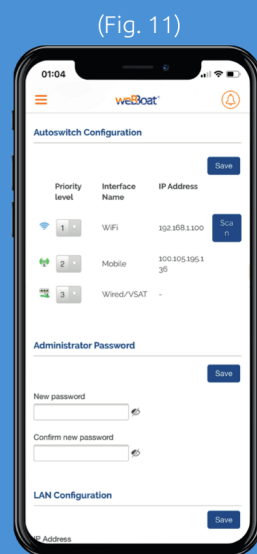 (Fig. 11)
01:04
weBBoat
Autoswitch Configuration
Save
Priority level Interface Name IP Address
1 WiFi 192.168.1.100 Sca
n
2 Mobile 100.105.195.1
36
3 Wired/VSAT -
Administrator Password
Save
New password
Confirm new password
LAN Configuration
Save
IP Address